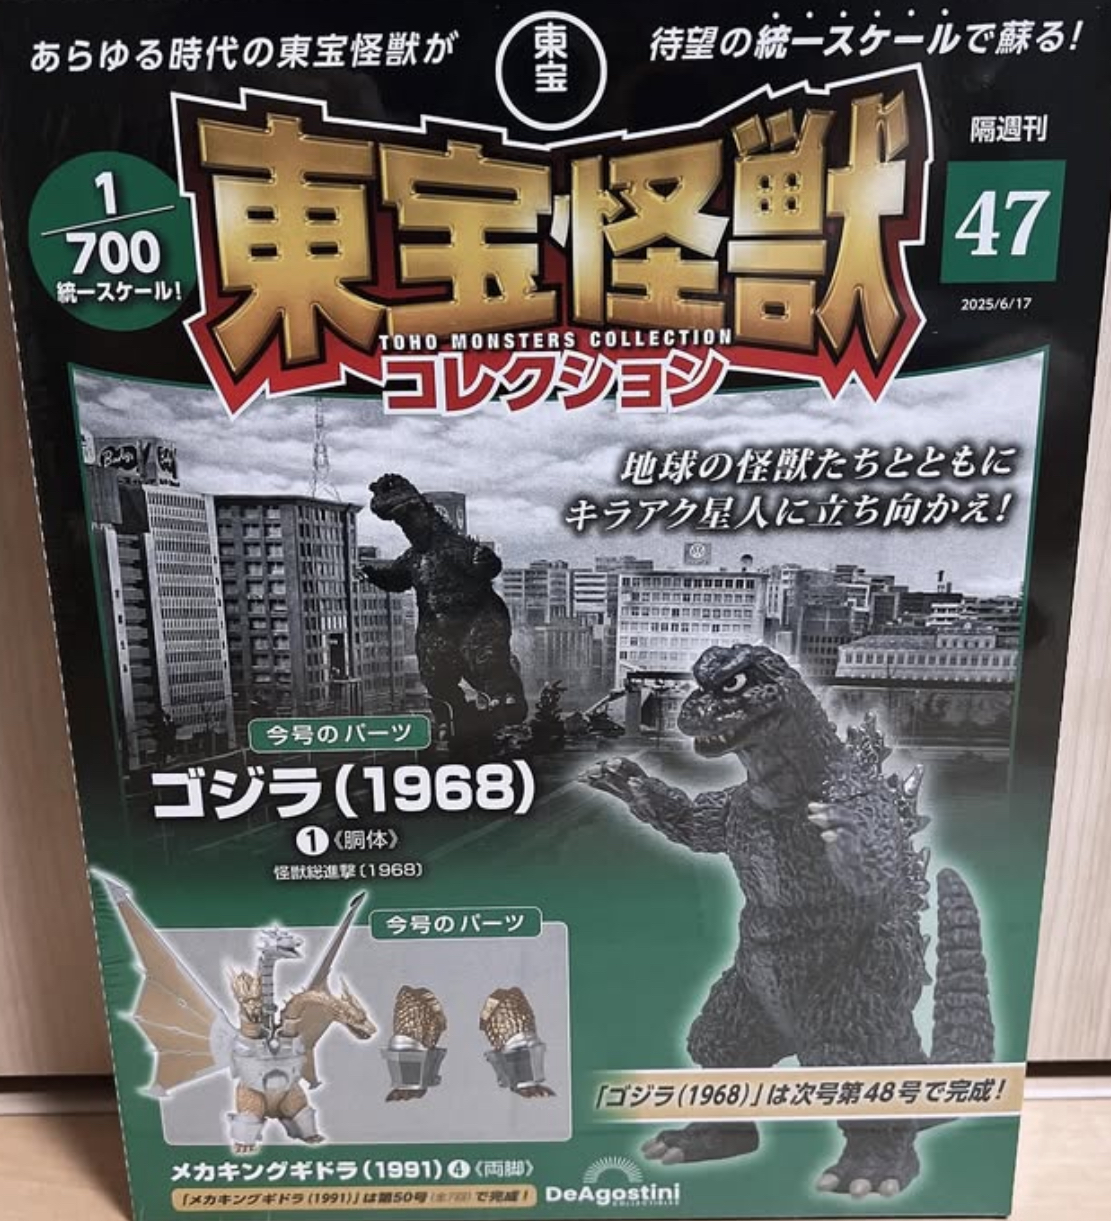 あらゆる時代の東宝怪獣が
東宝
待望の統一スケールで蘇る!
隔週刊
47
2025/6/17
1/700
統一スケール!
東宝怪獣
TOHO MONSTERS COLLECTION
コレクション
地球の怪獣たちとともに
キラアク星人に立ち向かえ!
今号のパーツ
ゴジラ(1968)
❶《胴体》
怪獣総進撃〔1968〕
今号のパーツ
「ゴジラ(1968)」は次号第48号で完成!
メカキングギドラ(1991)❹《両脚》
「メカキングギドラ(1991)」は第50号(全7回)で完成!
DeAgostini
COLLECTIBLES